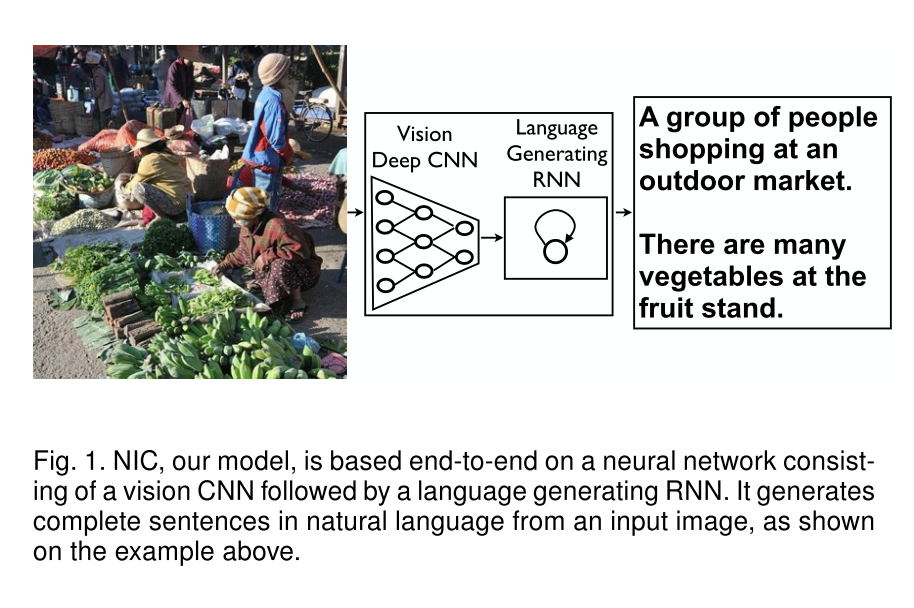 Vision
Deep CNN
Language
Generating
RNN
A group of people
shopping at an
outdoor market.
There are many
vegetables at the
fruit stand.
Fig. 1. NIC, our model, is based end-to-end on a neural network consist-
ing of a vision CNN followed by a language generating RNN. It generates
complete sentences in natural language from an input image, as shown
on the example above.